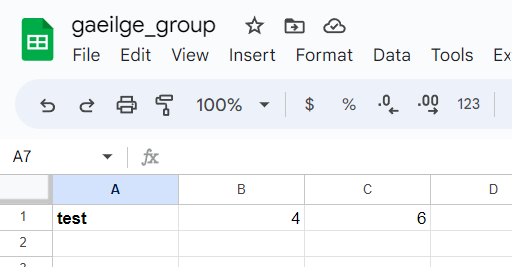 gaeilge_group
File Edit View Insert Format Data Tools Ex
100% $ % .0 .00 123
A7 fx
A B C D
1 test 4 6
2